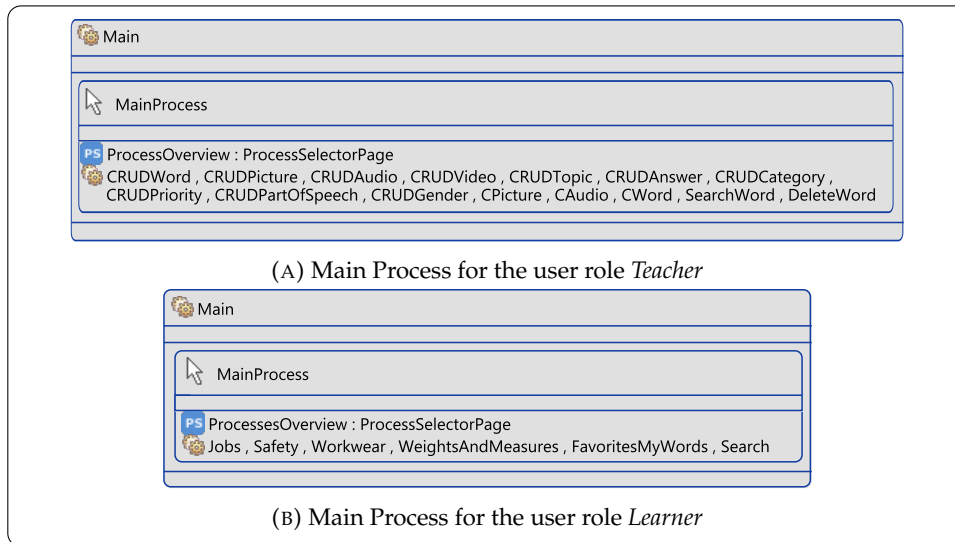 Main
MainProcess
PS ProcessOverview : ProcessSelectorPage
CRUDWord , CRUDPicture , CRUDAudio , CRUDVideo , CRUDTopic , CRUDAnswer , CRUDCategory ,
CRUDPriority , CRUDPartOfSpeech , CRUDGender , CPicture , CAudio , CWord , SearchWord , DeleteWord
(A) Main Process for the user role Teacher
Main
MainProcess
PS ProcessesOverview : ProcessSelectorPage
Jobs , Safety , Workwear , WeightsAndMeasures , FavoritesMyWords , Search
(B) Main Process for the user role Learner